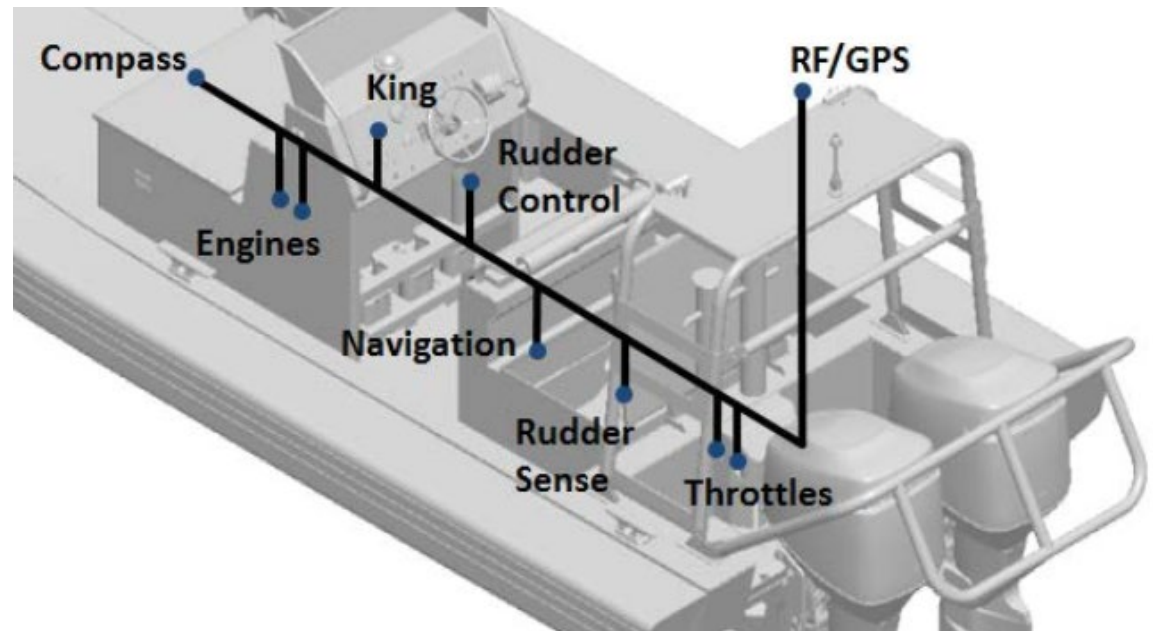 Compass
King
RF/GPS
Rudder
Control
Engines
Navigation
Rudder
Sense
Throttles